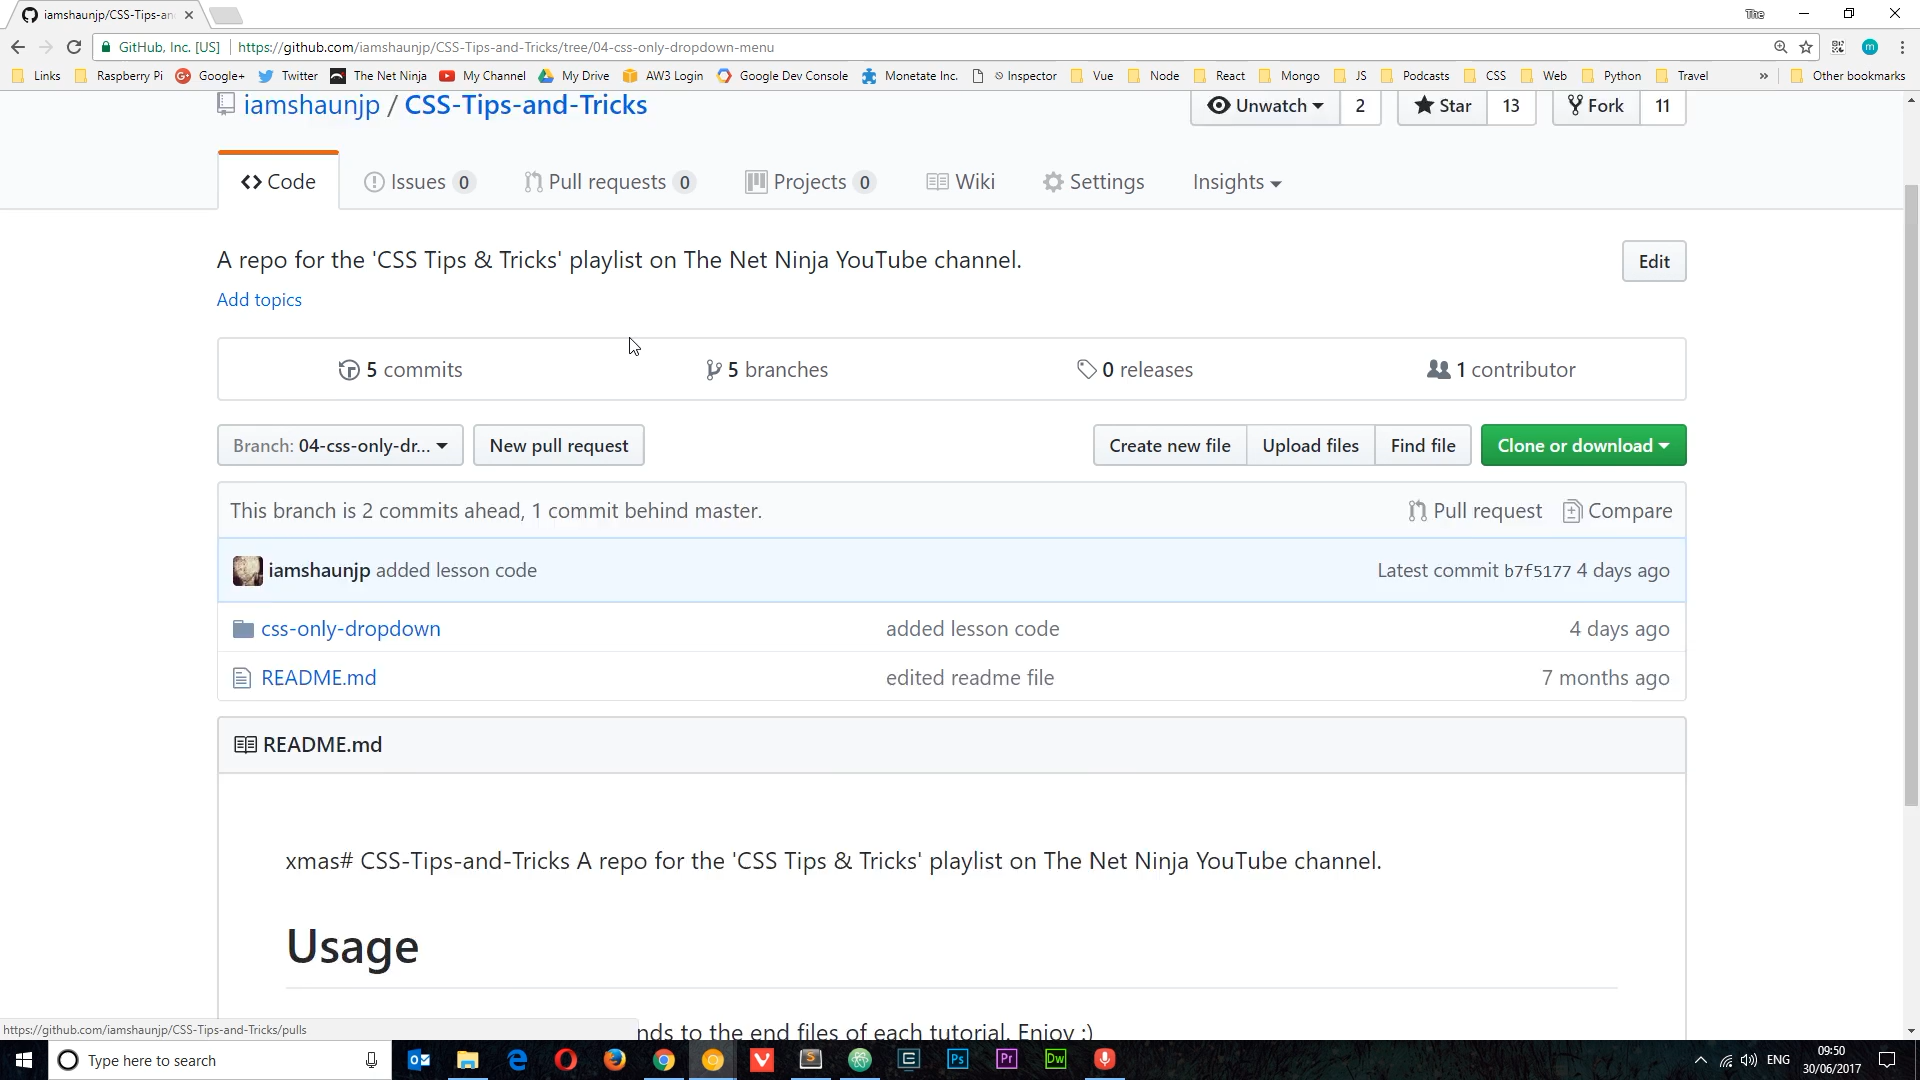 iamshaunjp/CSS-Tips-an
The
GitHub, Inc. [US]
https://github.com/iamshaunjp/CSS-Tips-and-Tricks/tree/04-css-only-dropdown-menu
m
Links Raspberry Pi Google+ Twitter The Net Ninja My Channel My Drive AW3 Login Google Dev Console Monetate Inc. Inspector Vue Node React Mongo JS Podcasts CSS Web Python Travel » Other bookmarks
iamshaunjp / CSS-Tips-and-Tricks
Unwatch 2 Star 13 Fork 11
Code Issues 0 Pull requests 0 Projects 0 Wiki Settings Insights
A repo for the 'CSS Tips & Tricks' playlist on The Net Ninja YouTube channel.
Edit
Add topics
5 commits 5 branches 0 releases 1 contributor
Branch: 04-css-only-dr... New pull request Create new file Upload files Find file Clone or download
This branch is 2 commits ahead, 1 commit behind master. Pull request Compare
iamshaunjp added lesson code Latest commit b7f5177 4 days ago
css-only-dropdown added lesson code 4 days ago
README.md edited readme file 7 months ago
README.md
xmas# CSS-Tips-and-Tricks A repo for the 'CSS Tips & Tricks' playlist on The Net Ninja YouTube channel.
Usage
nds to the end files of each tutorial. Enjoy :)
https://github.com/iamshaunjp/CSS-Tips-and-Tricks/pulls
Type here to search
Ps Pr Dw
ENG
09:50
30/06/2017